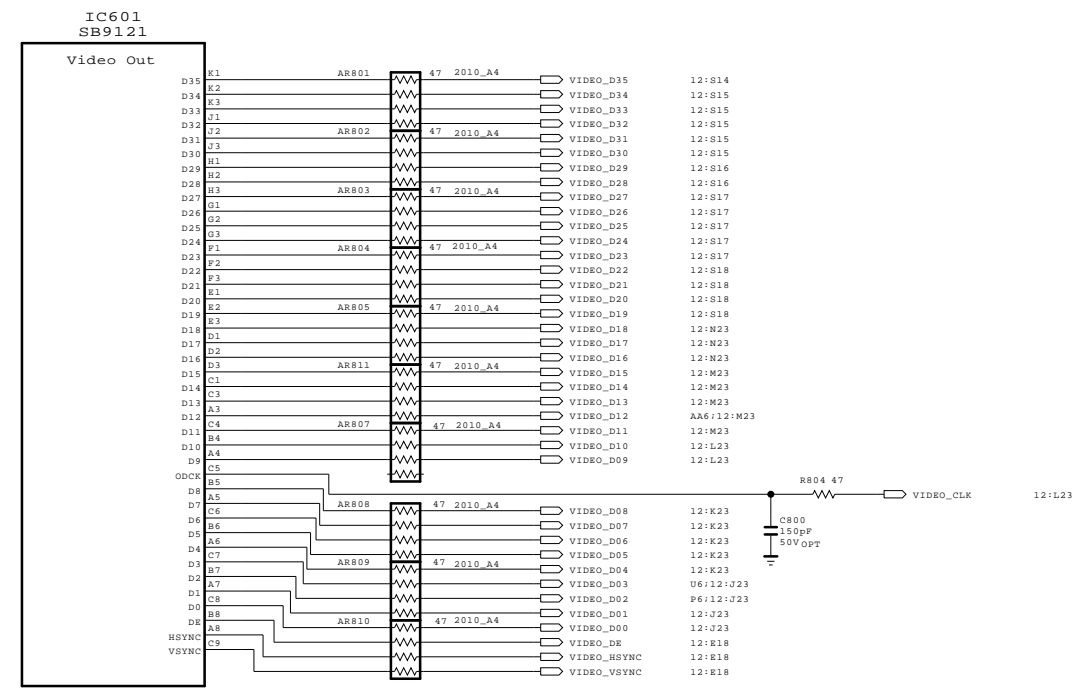 IC601
SB9121
Video Out
D35 K1 AR801 47 2010_A4 VIDEO_D35 12:S14
D34 K2 VIDEO_D34 12:S15
D33 K3 VIDEO_D33 12:S15
D32 J1 VIDEO_D32 12:S15
D31 J2 AR802 47 2010_A4 VIDEO_D31 12:S15
D30 J3 VIDEO_D30 12:S15
D29 H1 VIDEO_D29 12:S16
D28 H2 VIDEO_D28 12:S16
D27 H3 AR803 47 2010_A4 VIDEO_D27 12:S17
D26 G1 VIDEO_D26 12:S17
D25 G2 VIDEO_D25 12:S17
D24 G3 VIDEO_D24 12:S17
D23 F1 AR804 47 2010_A4 VIDEO_D23 12:S17
D22 F2 VIDEO_D22 12:S18
D21 F3 VIDEO_D21 12:S18
D20 E1 VIDEO_D20 12:S18
D19 E2 AR805 47 2010_A4 VIDEO_D19 12:S18
D18 E3 VIDEO_D18 12:N23
D17 D1 VIDEO_D17 12:N23
D16 D2 VIDEO_D16 12:N23
D15 D3 AR811 47 2010_A4 VIDEO_D15 12:M23
D14 C1 VIDEO_D14 12:M23
D13 C3 VIDEO_D13 12:M23
D12 A3 VIDEO_D12 AA6;12:M23
D11 C4 AR807 47 2010_A4 VIDEO_D11 12:M23
D10 B4 VIDEO_D10 12:L23
D9 A4 VIDEO_D09 12:L23
ODCK C5 R804 47 VIDEO_CLK 12:L23
C800
150pF
50V OPT
D8 B5 AR808 47 2010_A4 VIDEO_D08 12:K23
D7 A5 VIDEO_D07 12:K23
D6 C6 VIDEO_D06 12:K23
D5 B6 VIDEO_D05 12:K23
D4 A6 AR809 47 2010_A4 VIDEO_D04 12:K23
D3 C7 VIDEO_D03 U6;12:J23
D2 B7 VIDEO_D02 P6;12:J23
D1 A7 VIDEO_D01 12:J23
D0 C8 AR810 47 2010_A4 VIDEO_D00 12:J23
DE B8 VIDEO_DE 12:E18
HSYNC A8 VIDEO_HSYNC 12:E18
VSYNC C9 VIDEO_VSYNC 12:E18